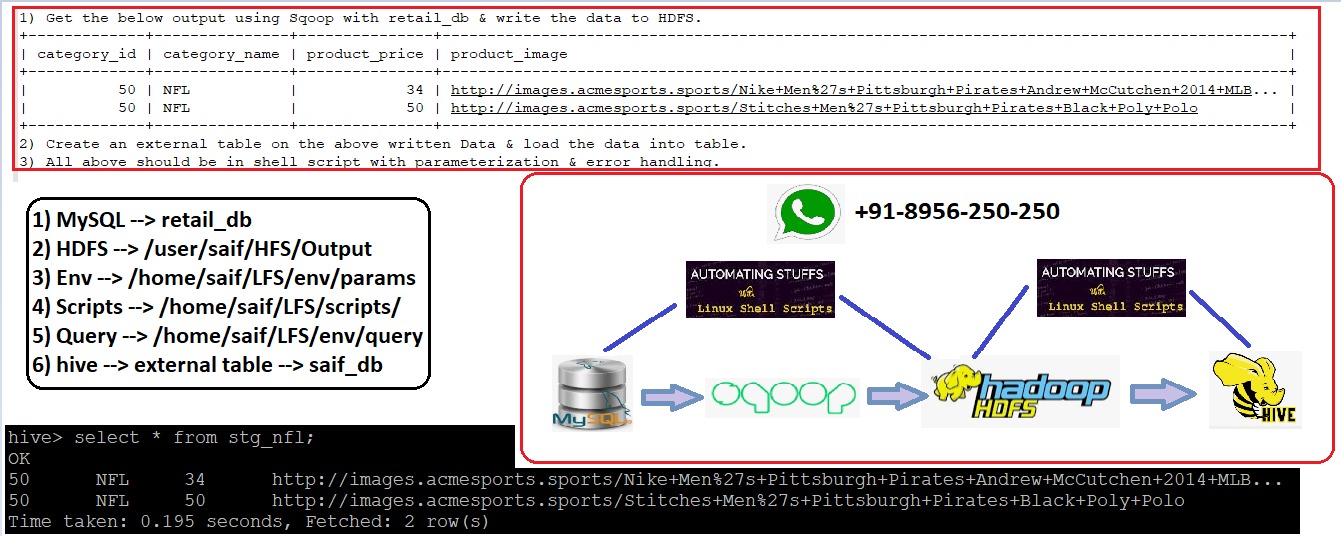 1) Get the below output using Sqoop with retail_db & write the data to HDFS.
+-------------+---------------+---------------+----------------------------------------------------------------------------------------------------+
| category_id | category_name | product_price | product_image |
+-------------+---------------+---------------+----------------------------------------------------------------------------------------------------+
| 50 | NFL | 34 | http://images.acmesports.sports/Nike+Men%27s+Pittsburgh+Pirates+Andrew+McCutchen+2014+MLB... |
| 50 | NFL | 50 | http://images.acmesports.sports/Stitches+Men%27s+Pittsburgh+Pirates+Black+Poly+Polo |
+-------------+---------------+---------------+----------------------------------------------------------------------------------------------------+
2) Create an external table on the above written Data & load the data into table.
3) All above should be in shell script with parameterization & error handling.
1) MySQL --> retail_db
2) HDFS --> /user/saif/HFS/Output
3) Env --> /home/saif/LFS/env/params
4) Scripts --> /home/saif/LFS/scripts/
5) Query --> /home/saif/LFS/env/query
6) hive --> external table --> saif_db
+91-8956-250-250
AUTOMATING STUFFS
with
Linux Shell Scripts
AUTOMATING STUFFS
with
Linux Shell Scripts
MySQL
sqoop
hadoop
HDFS
HIVE
hive> select * from stg_nfl;
OK
50 NFL 34 http://images.acmesports.sports/Nike+Men%27s+Pittsburgh+Pirates+Andrew+McCutchen+2014+MLB...
50 NFL 50 http://images.acmesports.sports/Stitches+Men%27s+Pittsburgh+Pirates+Black+Poly+Polo
Time taken: 0.195 seconds, Fetched: 2 row(s)